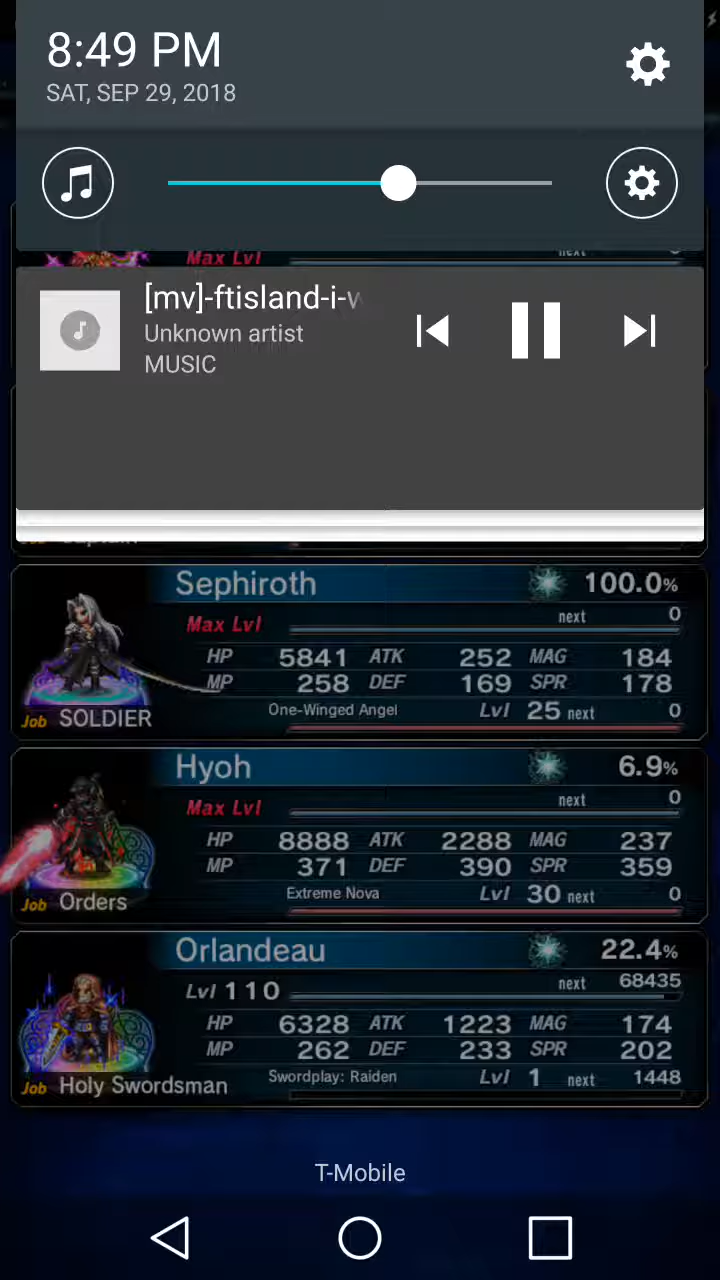 8:49 PM
SAT, SEP 29, 2018
next
Max Lvl
[mv]-ftisland-i-w
Unknown artist
MUSIC
Sephiroth 100.0%
Max Lvl next 0
HP 5841 ATK 252 MAG 184
MP 258 DEF 169 SPR 178
One-Winged Angel Lvl 25 next 0
Job SOLDIER
Hyoh 6.9%
Max Lvl next 0
HP 8888 ATK 2288 MAG 237
MP 371 DEF 390 SPR 359
Extreme Nova Lvl 30 next 0
Job Orders
Orlandeau 22.4%
Lvl 110 next 68435
HP 6328 ATK 1223 MAG 174
MP 262 DEF 233 SPR 202
Swordplay: Raiden Lvl 1 next 1448
Job Holy Swordsman
T-Mobile